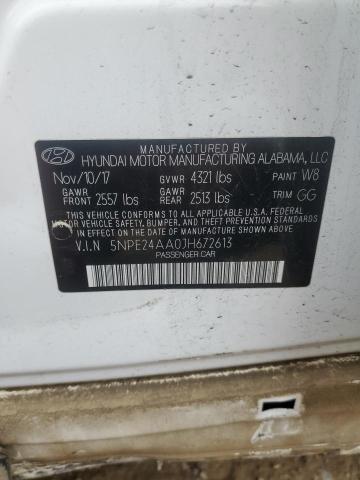 MANUFACTURED BY
HYUNDAI MOTOR MANUFACTURING ALABAMA, LLC
Nov/10/17 GVWR 4321 lbs PAINT W8
GAWR FRONT 2557 lbs GAWR REAR 2513 lbs TRIM GG
THIS VEHICLE CONFORMS TO ALL APPLICABLE U.S.A. FEDERAL
MOTOR VEHICLE SAFETY, BUMPER, AND THEFT PREVENTION
STANDARDS IN EFFECT ON THE DATE OF MANUFACTURE SHOWN ABOVE.
V.I.N 5NPE24AA0JH672613
PASSENGER CAR